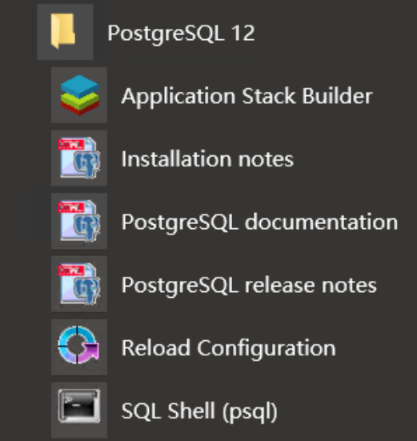 PostgreSQL 12
Application Stack Builder
Installation notes
PostgreSQL documentation
PostgreSQL release notes
Reload Configuration
SQL Shell (psql)